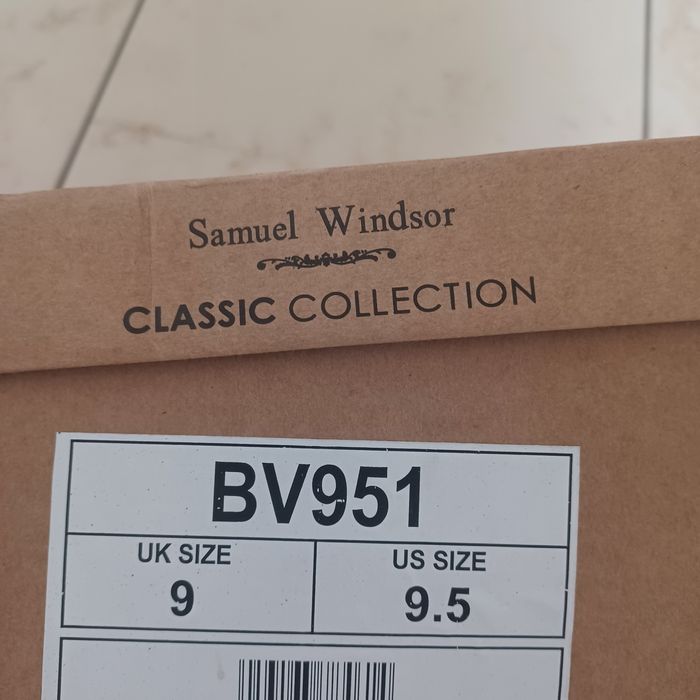 Samuel Windsor
CLASSIC COLLECTION
BV951
UK SIZE
9
US SIZE
9.5